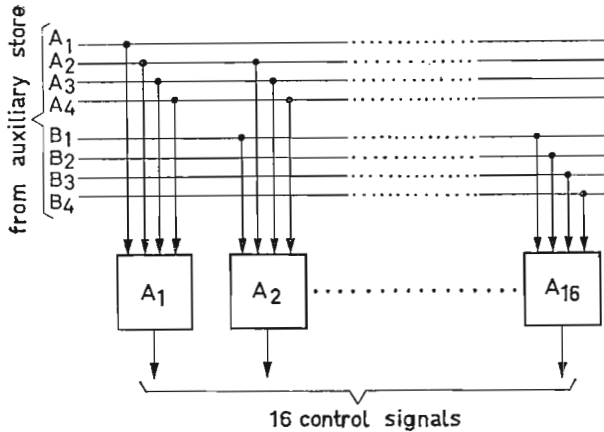 from auxiliary store
A1
A2
A3
A4
B1
B2
B3
B4
A1
A2
A16
16 control signals